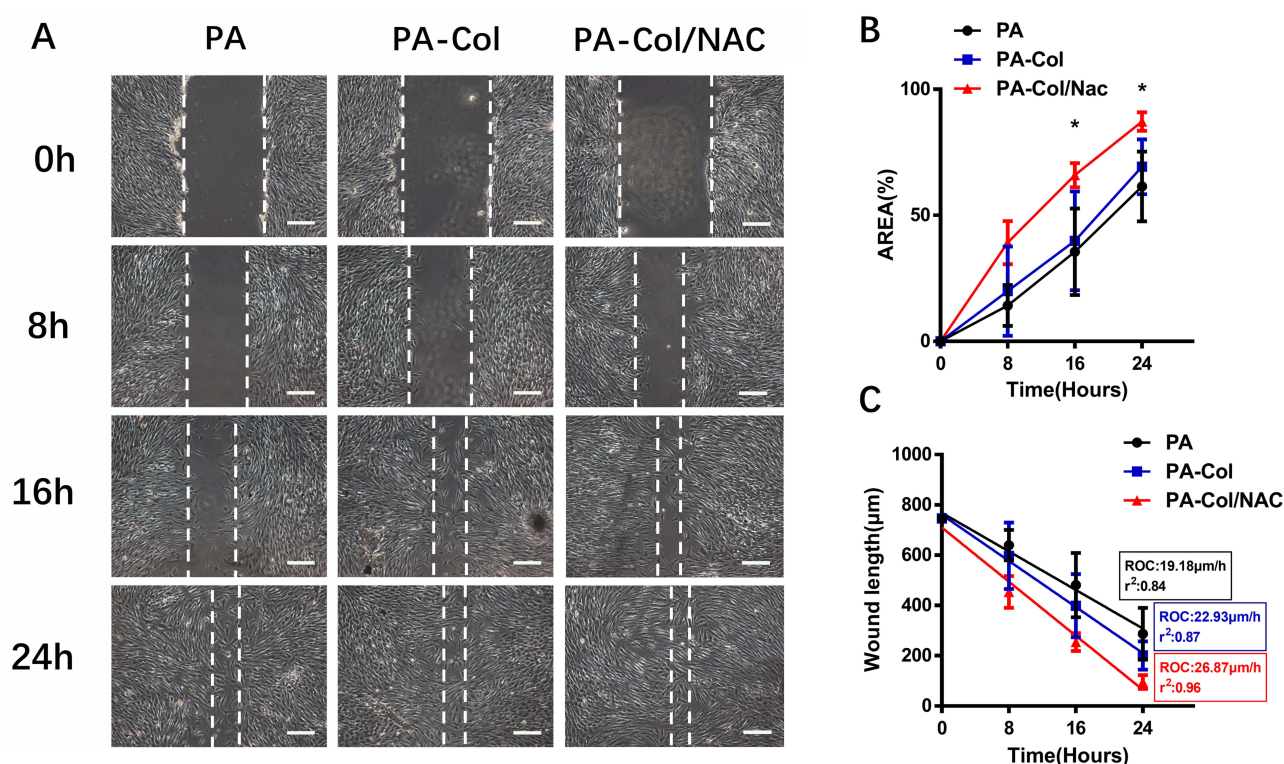 A
PA
PA-Col
PA-Col/NAC
0h
8h
16h
24h
B
PA
PA-Col
PA-Col/Nac
100
50
0
AREA(%)
*
*
0
8
16
24
Time(Hours)
C
PA
PA-Col
PA-Col/NAC
1000
800
600
400
200
0
Wound length(μm)
ROC:19.18μm/h
r²:0.84
ROC:22.93μm/h
r²:0.87
ROC:26.87μm/h
r²:0.96
0
8
16
24
Time(Hours)